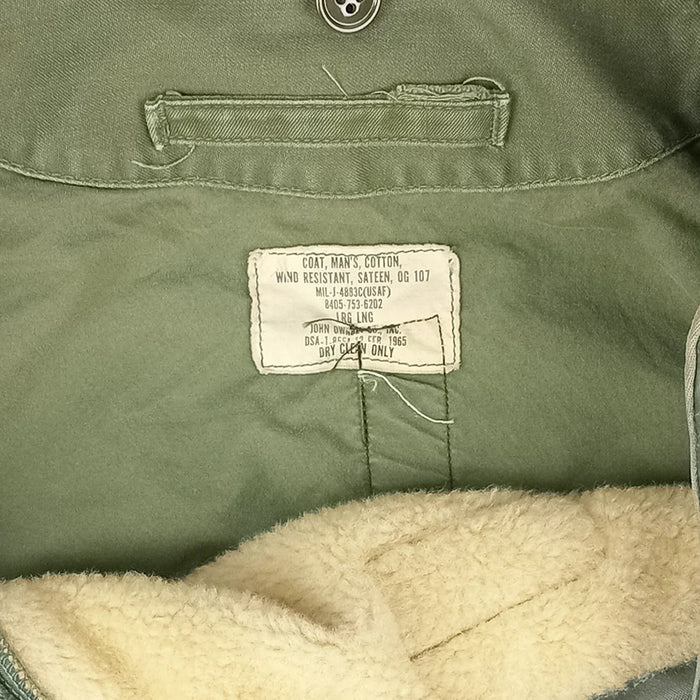 COAT, MAN'S, COTTON,
WIND RESISTANT, SATEEN, OG 107
MIL-J-4883C(USAF)
8405-753-6202
LRG LNG
JOHN CO., INC.
DSA-1 FEB. 1965
DRY CLEAN ONLY